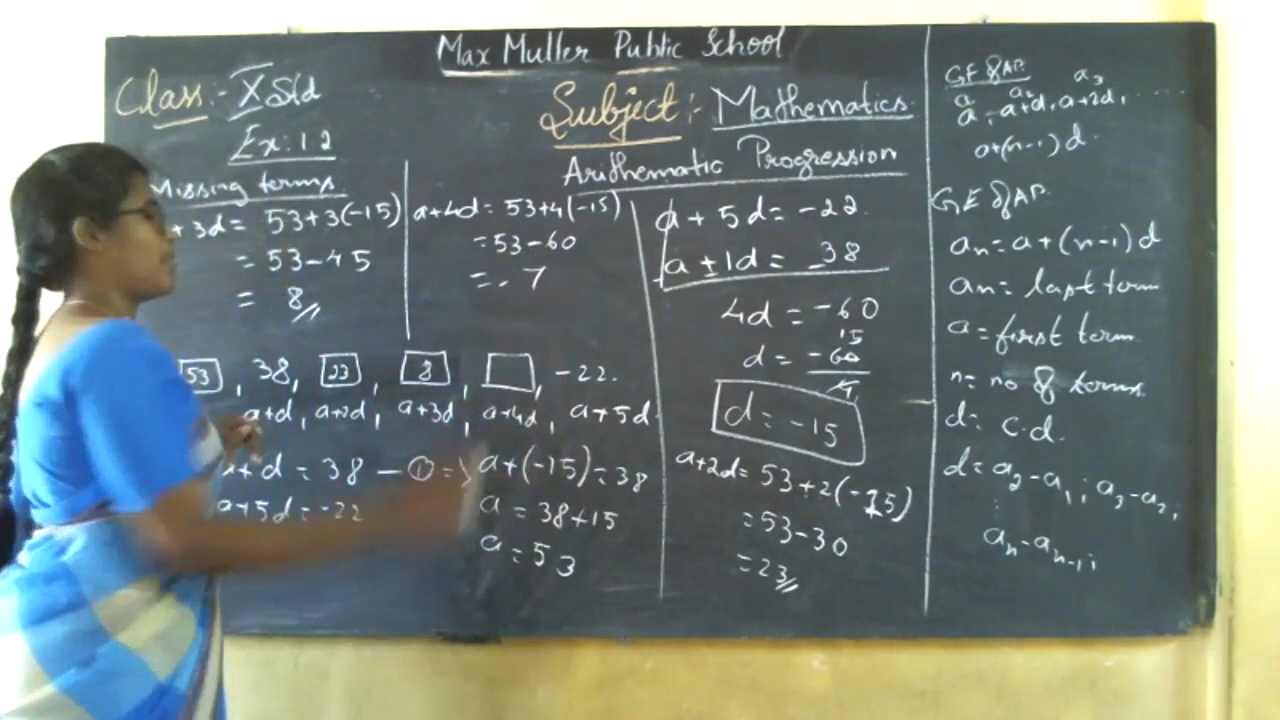 Max Muller Public School
Class:- X Std
Subject:- Mathematics
Ex: 1.2
Arithematic Progression
Missing terms
+ 3d = 53+3(-15)
= 53-45
= 8//
a+4d = 53+4(-15)
= 53-60
= -7
53, 38, 23, 8, , -22.
a+d, a+2d, a+3d, a+4d, a+5d
a+d = 38 - ① =>
a+5d = -22
a+(-15) = 38
a = 38+15
a = 53
a + 5d = -22
a ± 1d = 38
4d = -60
15
d = -60
4
d = -15
a+2d = 53+2(-15)
= 53-30
= 23//
GF of AP.
a a2 a3
a, a+d, a+2d, ......
a+(n-1)d.
GE of AP.
an = a+(n-1)d
an = last term
a = first term.
n = no of terms.
d = c.d.
d = a2-a1; a3-a2;
an-an-1;